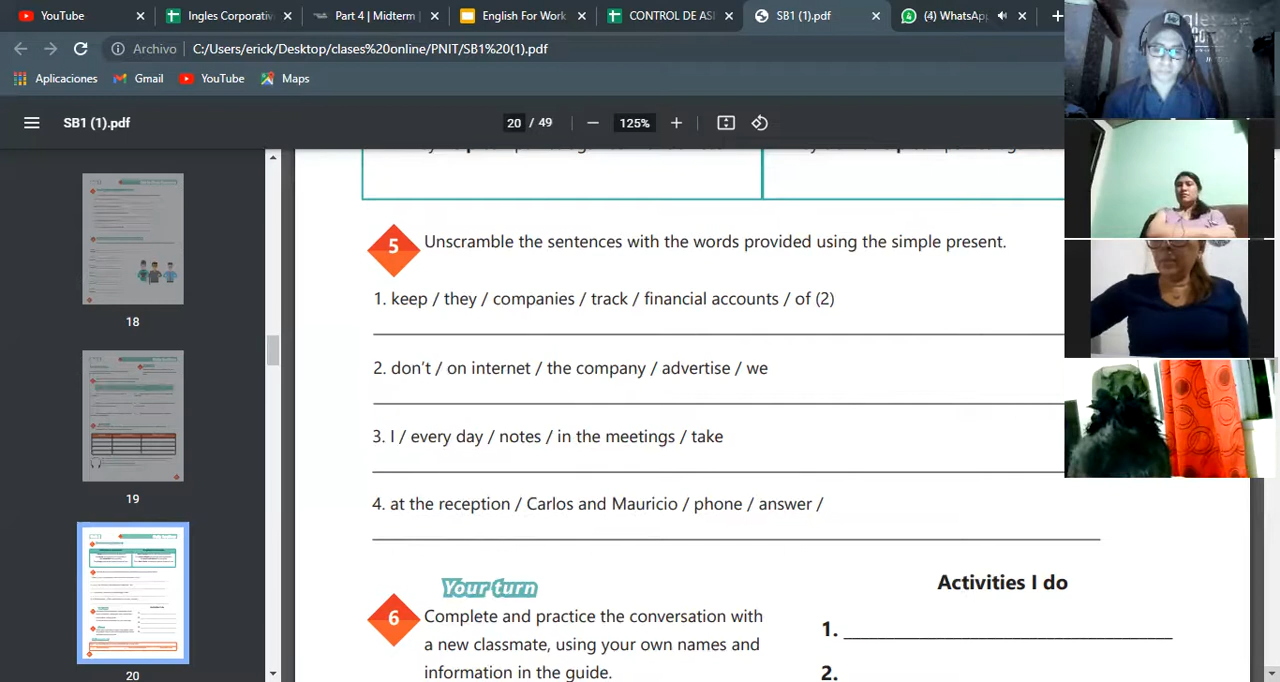 YouTube
Ingles Corporativ
Part 4 | Midterm
English For Work
CONTROL DE ASI
SB1 (1).pdf
(4) WhatsApp
Archivo
C:/Users/erick/Desktop/clases%20online/PNIT/SB1%20(1).pdf
Aplicaciones
Gmail
YouTube
Maps
SB1 (1).pdf
20 / 49
125%
18
19
20
5
Unscramble the sentences with the words provided using the simple present.
1. keep / they / companies / track / financial accounts / of (2)
2. don't / on internet / the company / advertise / we
3. I / every day / notes / in the meetings / take
4. at the reception / Carlos and Mauricio / phone / answer /
Your turn
6
Complete and practice the conversation with
a new classmate, using your own names and
information in the guide.
Activities I do
1.
2.